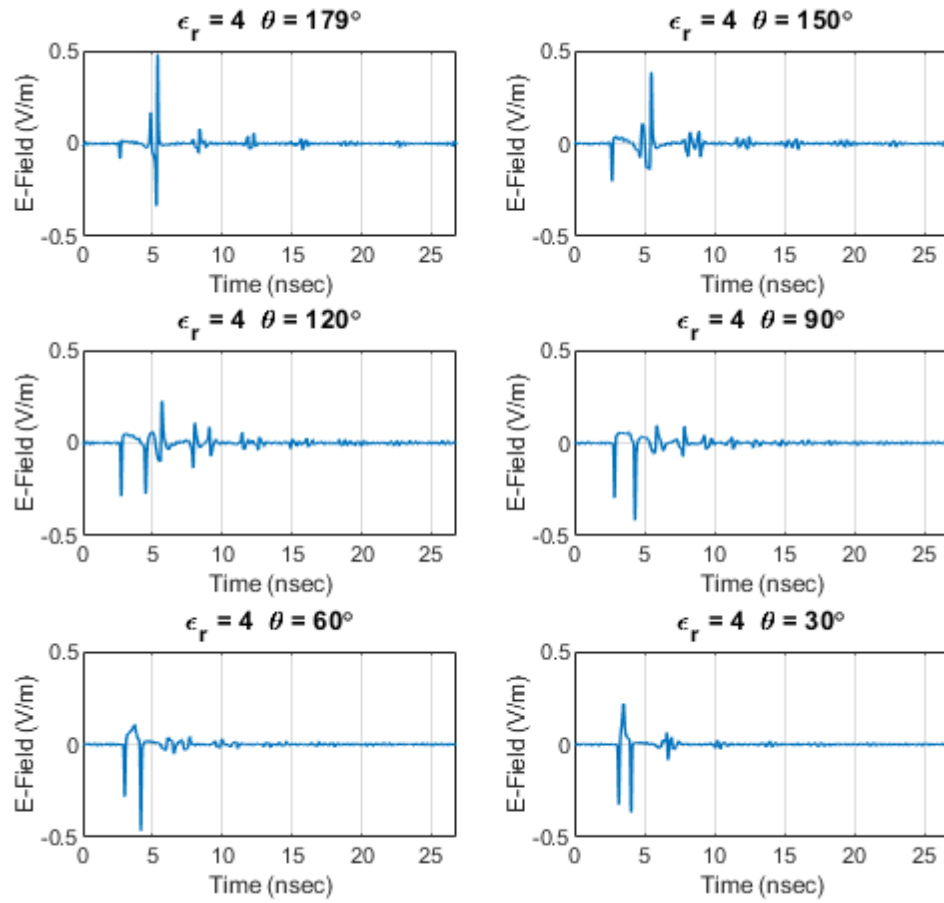 ϵr = 4 θ = 179°
E-Field (V/m)
0.5
0
-0.5
0 5 10 15 20 25
Time (nsec)
ϵr = 4 θ = 150°
E-Field (V/m)
0.5
0
-0.5
0 5 10 15 20 25
Time (nsec)
ϵr = 4 θ = 120°
E-Field (V/m)
0.5
0
-0.5
0 5 10 15 20 25
Time (nsec)
ϵr = 4 θ = 90°
E-Field (V/m)
0.5
0
-0.5
0 5 10 15 20 25
Time (nsec)
ϵr = 4 θ = 60°
E-Field (V/m)
0.5
0
-0.5
0 5 10 15 20 25
Time (nsec)
ϵr = 4 θ = 30°
E-Field (V/m)
0.5
0
-0.5
0 5 10 15 20 25
Time (nsec)